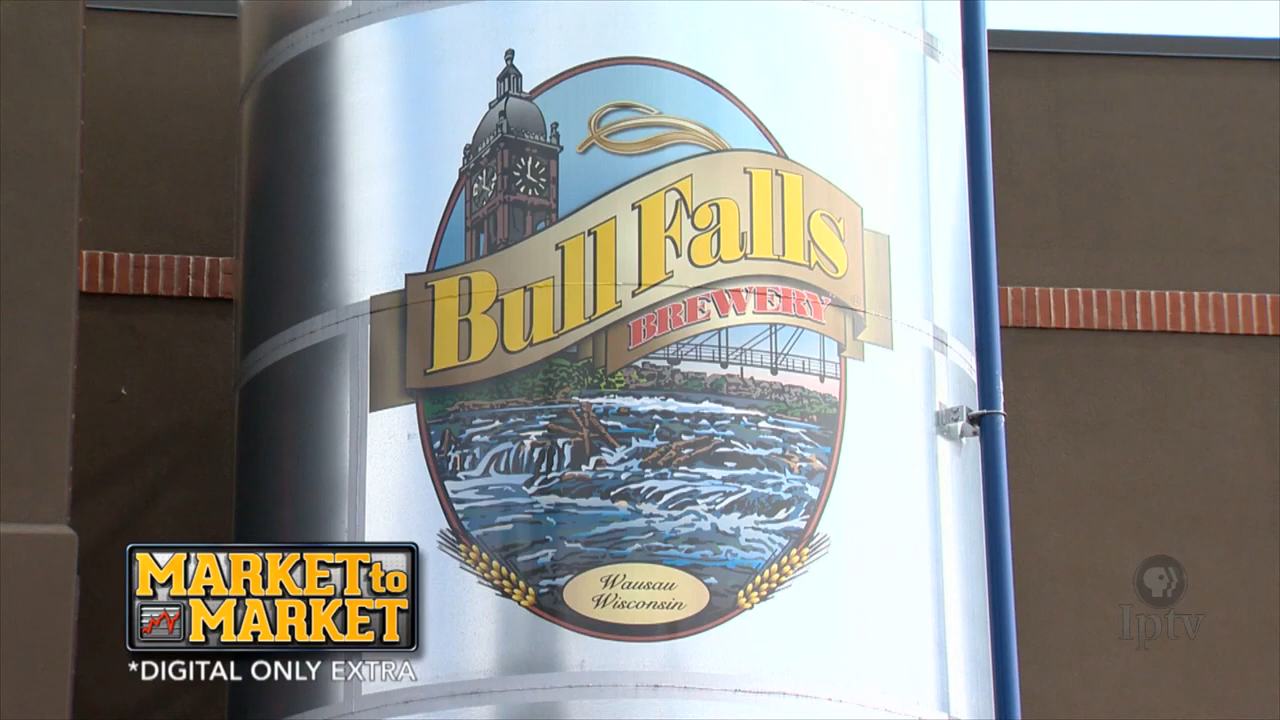 Bull Falls
BREWERY
Wausau
Wisconsin
MARKET to
MARKET
*DIGITAL ONLY EXTRA
Iptv